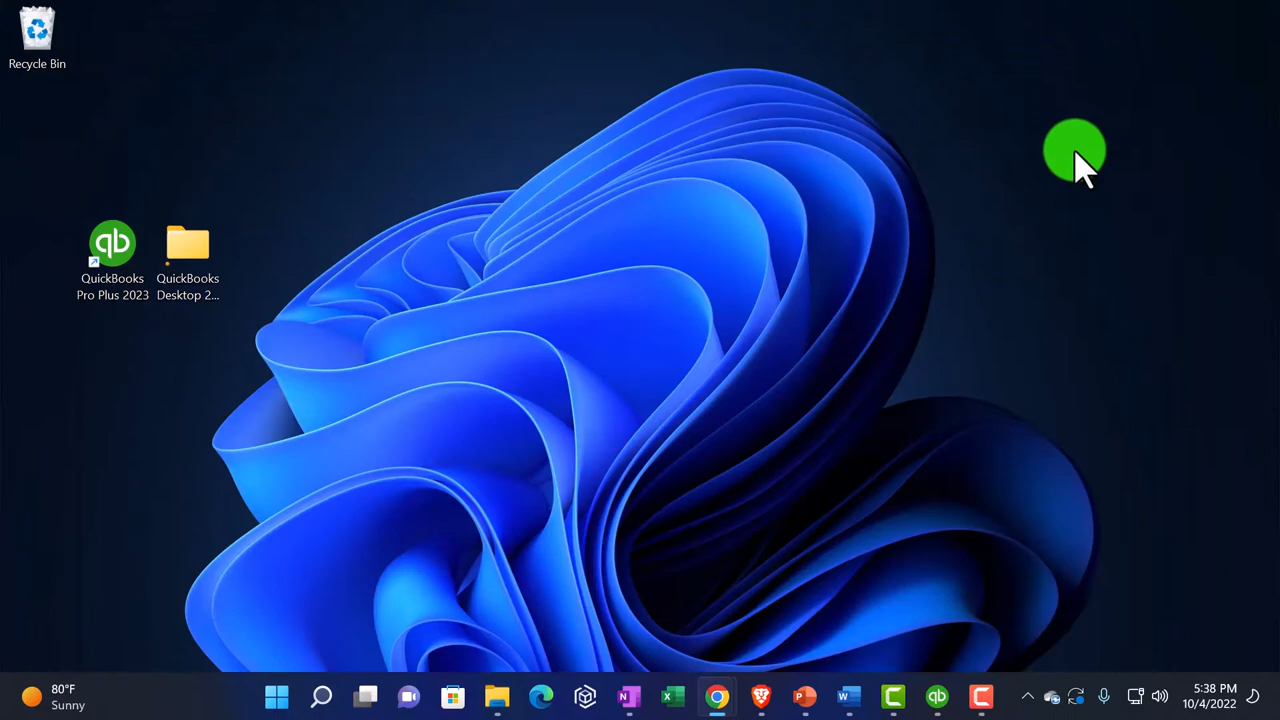 Recycle Bin
QuickBooks
Pro Plus 2023
QuickBooks
Desktop 2...
80°F
Sunny
5:38 PM
10/4/2022